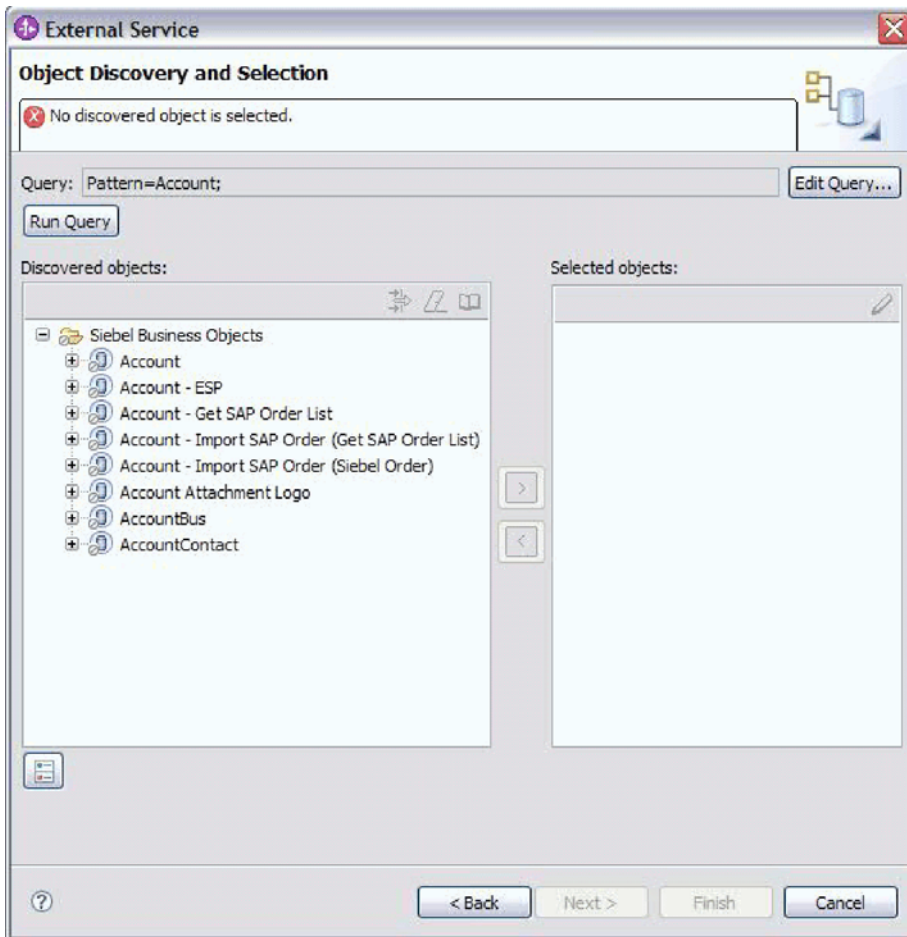 External Service
Object Discovery and Selection
No discovered object is selected.
Query: Pattern=Account; Edit Query...
Run Query
Discovered objects: Selected objects:
Siebel Business Objects
Account
Account - ESP
Account - Get SAP Order List
Account - Import SAP Order (Get SAP Order List)
Account - Import SAP Order (Siebel Order)
Account Attachment Logo
AccountBus
AccountContact
>
<
? < Back Next > Finish Cancel